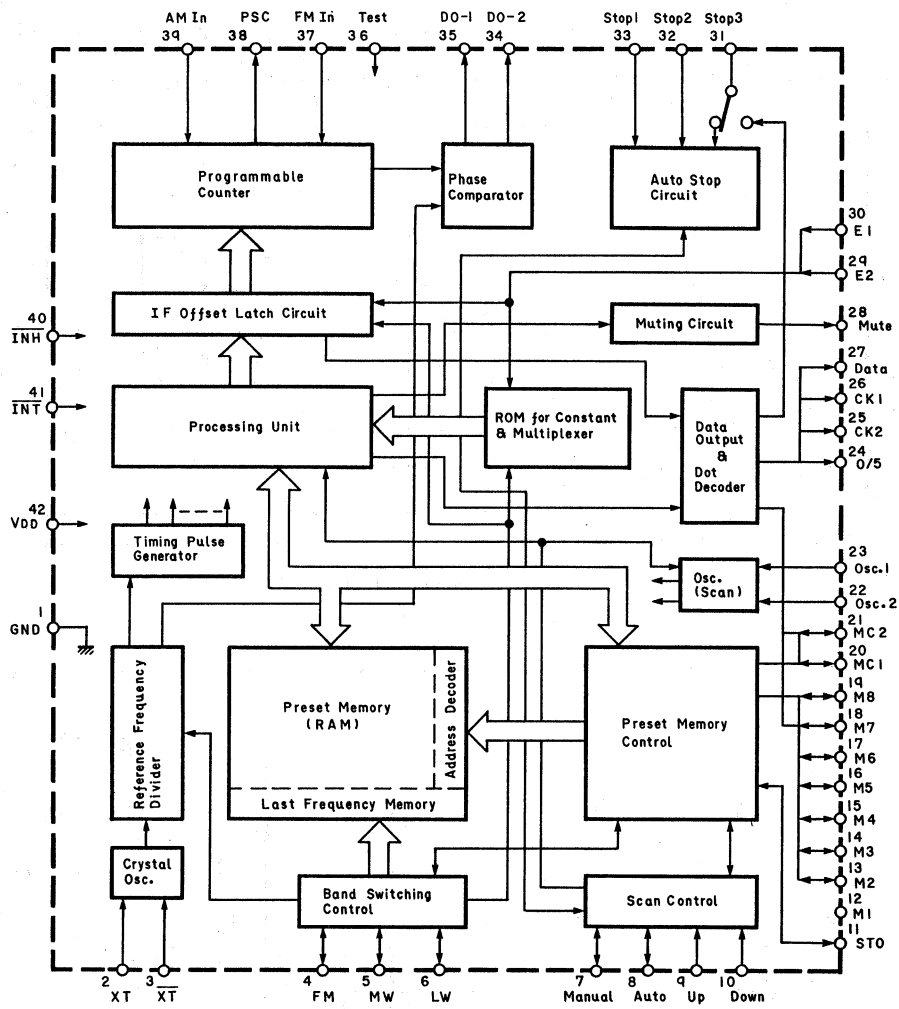 AM In PSC FM In Test DO-1 DO-2 Stop1 Stop2 Stop3
39 38 37 36 35 34 33 32 31
Programmable
Counter
Phase
Comparator
Auto Stop
Circuit
30
E1
29
E2
IF Offset Latch Circuit
Muting Circult
28
Mute
40
INH
27
Data
26
CK1
25
CK2
24
0/5
41
INT
Processing Unit
ROM for Constant
& Multiplexer
Data
Output
&
Dot
Decoder
42
VDD
Timing Pulse
Generator
Osc.
(Scan)
23
Osc.1
22
Osc.2
1
GND
21
MC2
20
MC1
19
M8
18
M7
17
M6
16
M5
15
M4
14
M3
13
M2
12
M1
11
STO
Reference Frequency
Divider
Preset Memory
(RAM)
Address Decoder
Last Frequency Memory
Preset Memory
Control
Crystal
Osc.
Band Switching
Control
Scan Control
2 3 4 5 6 7 8 9 10
XT XT FM MW LW Manual Auto Up Down